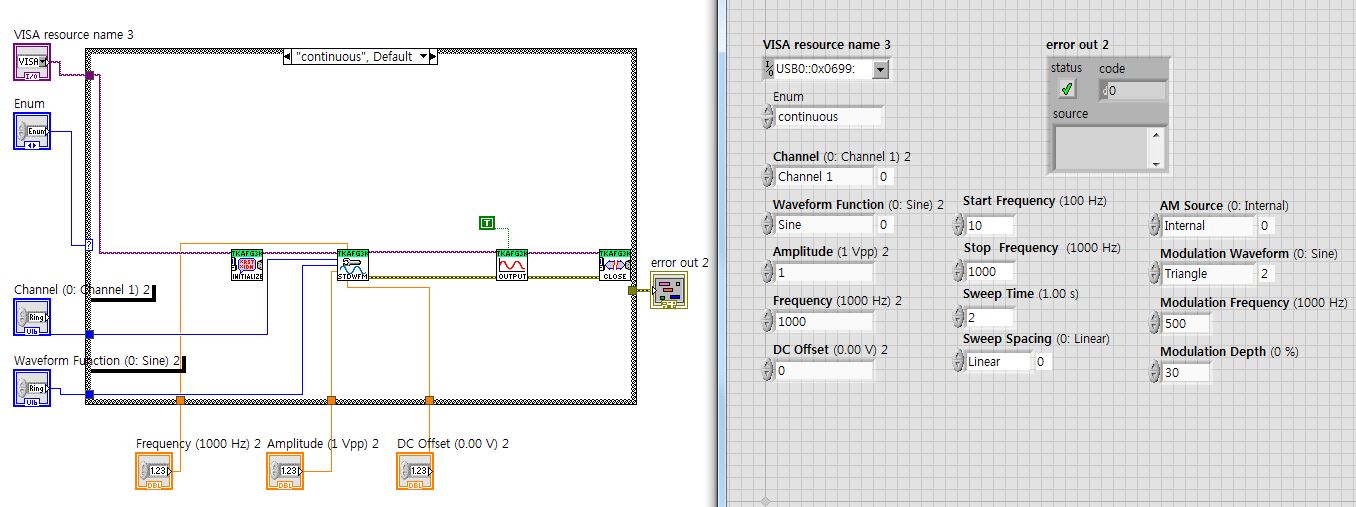 VISA resource name 3
VISA
I/O
"continuous", Default
Enum
Enum
?
T
TKAFG3K
INITIALIZE
TKAFG3K
STDWFM
TKAFG3K
OUTPUT
TKAFG3K
CLOSE
error out 2
Channel (0: Channel 1) 2
Ring
U16
Waveform Function (0: Sine) 2
Ring
U16
Frequency (1000 Hz) 2
1.23
DBL
Amplitude (1 Vpp) 2
1.23
DBL
DC Offset (0.00 V) 2
1.23
DBL
VISA resource name 3
I/O
USB0::0x0699:
Enum
continuous
Channel (0: Channel 1) 2
Channel 1
0
Waveform Function (0: Sine) 2
Sine
0
Amplitude (1 Vpp) 2
1
Frequency (1000 Hz) 2
1000
DC Offset (0.00 V) 2
0
error out 2
status
code
d0
source
Start Frequency (100 Hz)
10
Stop Frequency (1000 Hz)
1000
Sweep Time (1.00 s)
2
Sweep Spacing (0: Linear)
Linear
0
AM Source (0: Internal)
Internal
0
Modulation Waveform (0: Sine)
Triangle
2
Modulation Frequency (1000 Hz)
500
Modulation Depth (0 %)
30